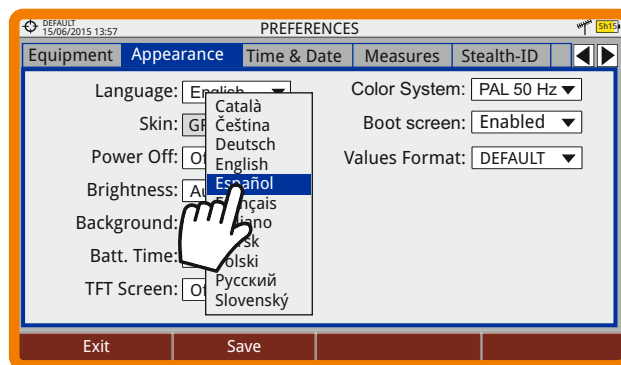 DEFAULT
15/06/2015 13:57
PREFERENCES
5h15
Equipment Appearance Time & Date Measures Stealth-ID
Language: English
Color System: PAL 50 Hz
Skin:
Boot screen: Enabled
Power Off:
Values Format: DEFAULT
Brightness:
Background:
Batt. Time:
TFT Screen:
Català
Čeština
Deutsch
English
Español
Polski
Русский
Slovenský
Exit Save